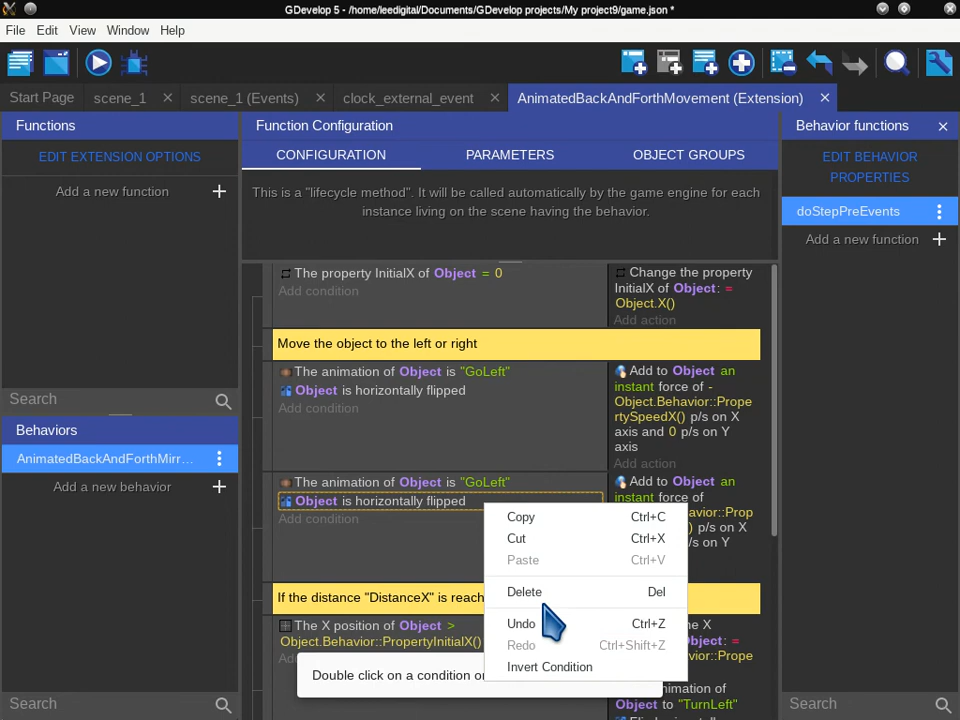 GDevelop 5 - /home/leedigital/Documents/GDevelop projects/My project9/game.json *
File Edit View Window Help
Start Page scene_1 scene_1 (Events) clock_external_event AnimatedBackAndForthMovement (Extension)
Functions
EDIT EXTENSION OPTIONS
Add a new function
Search
Behaviors
AnimatedBackAndForthMirr...
Add a new behavior
Search
Function Configuration
CONFIGURATION PARAMETERS OBJECT GROUPS
This is a "lifecycle method". It will be called automatically by the game engine for each
instance living on the scene having the behavior.
The property InitialX of Object = 0
Add condition
Change the property
InitialX of Object: =
Object.X()
Add action
Move the object to the left or right
The animation of Object is "GoLeft"
Object is horizontally flipped
Add condition
Add to Object an
instant force of -
Object.Behavior::Prope
rtySpeedX() p/s on X
axis and 0 p/s on Y
axis
Add action
The animation of Object is "GoLeft"
Object is horizontally flipped
Add condition
Add to Object an
instant force of
avior::Prop
) p/s on X
p/s on Y
If the distance "DistanceX" is reach
The X position of Object >
Object.Behavior::PropertyInitialX()
Double click on a condition or
e X
bject: =
::Prope
nimation of
Object to "TurnLeft"
Copy Ctrl+C
Cut Ctrl+X
Paste Ctrl+V
Delete Del
Undo Ctrl+Z
Redo Ctrl+Shift+Z
Invert Condition
Behavior functions
EDIT BEHAVIOR
PROPERTIES
doStepPreEvents
Add a new function
Search